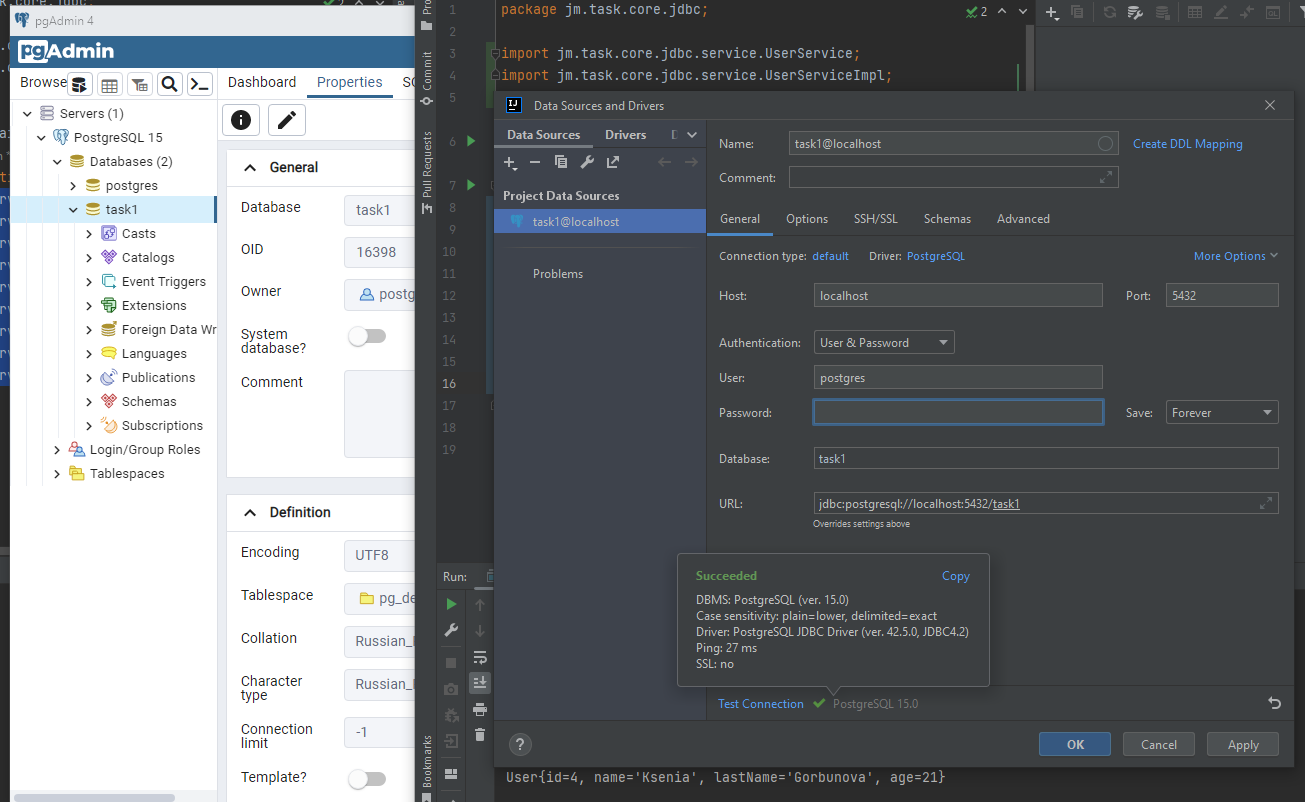 pgAdmin 4
pgAdmin
Browse
Dashboard
Properties
Servers (1)
PostgreSQL 15
Databases (2)
postgres
task1
Casts
Catalogs
Event Triggers
Extensions
Foreign Data Wr
Languages
Publications
Schemas
Subscriptions
Login/Group Roles
Tablespaces
General
Database
task1
OID
16398
Owner
postg
System
database?
Comment
Definition
Encoding
UTF8
Tablespace
pg_de
Collation
Russian_
Character
type
Russian_
Connection
limit
-1
Template?
Commit
Pull Requests
Bookmarks
1
2
3
4
5
6
7
8
9
10
11
12
13
14
15
16
17
18
19
package jm.task.core.jdbc;
import jm.task.core.jdbc.service.UserService;
import jm.task.core.jdbc.service.UserServiceImpl;
2
Data Sources and Drivers
Data Sources
Drivers
Project Data Sources
task1@localhost
Problems
Name:
task1@localhost
Create DDL Mapping
Comment:
General
Options
SSH/SSL
Schemas
Advanced
Connection type: default
Driver: PostgreSQL
More Options
Host:
localhost
Port:
5432
Authentication:
User & Password
User:
postgres
Password:
Save:
Forever
Database:
task1
URL:
jdbc:postgresql://localhost:5432/task1
Overrides settings above
Succeeded
Copy
DBMS: PostgreSQL (ver. 15.0)
Case sensitivity: plain=lower, delimited=exact
Driver: PostgreSQL JDBC Driver (ver. 42.5.0, JDBC4.2)
Ping: 27 ms
SSL: no
Test Connection
PostgreSQL 15.0
?
OK
Cancel
Apply
Run:
User{id=4, name='Ksenia', lastName='Gorbunova', age=21}